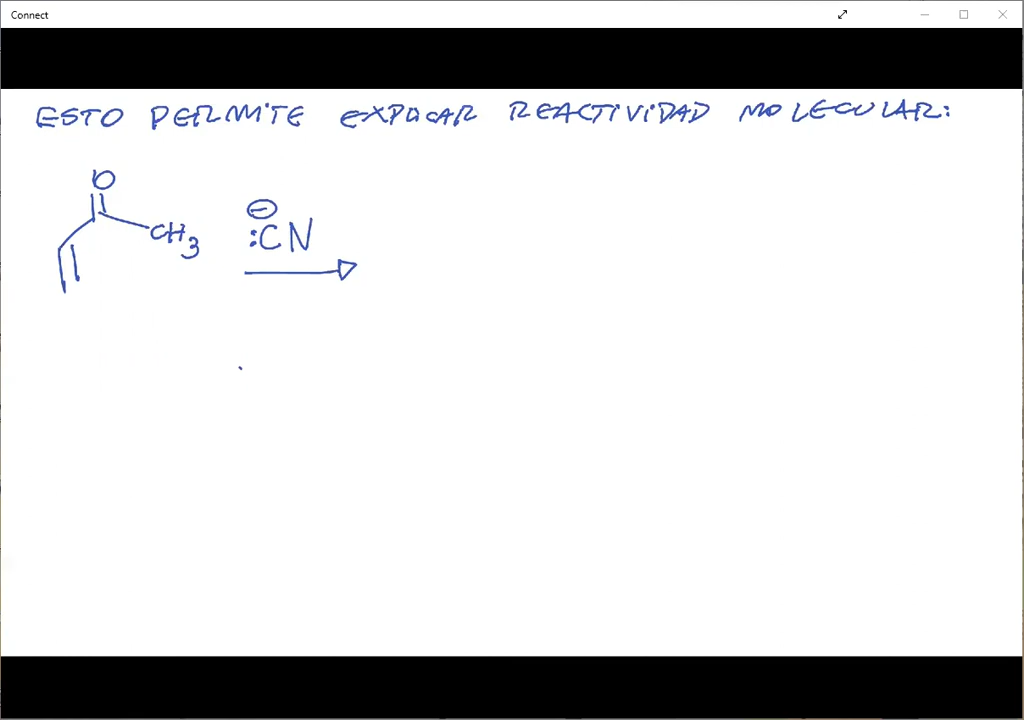 Connect
ESTO PERMITE EXPLICAR REACTIVIDAD MOLECULAR:
O
CH3
⊖
:CN